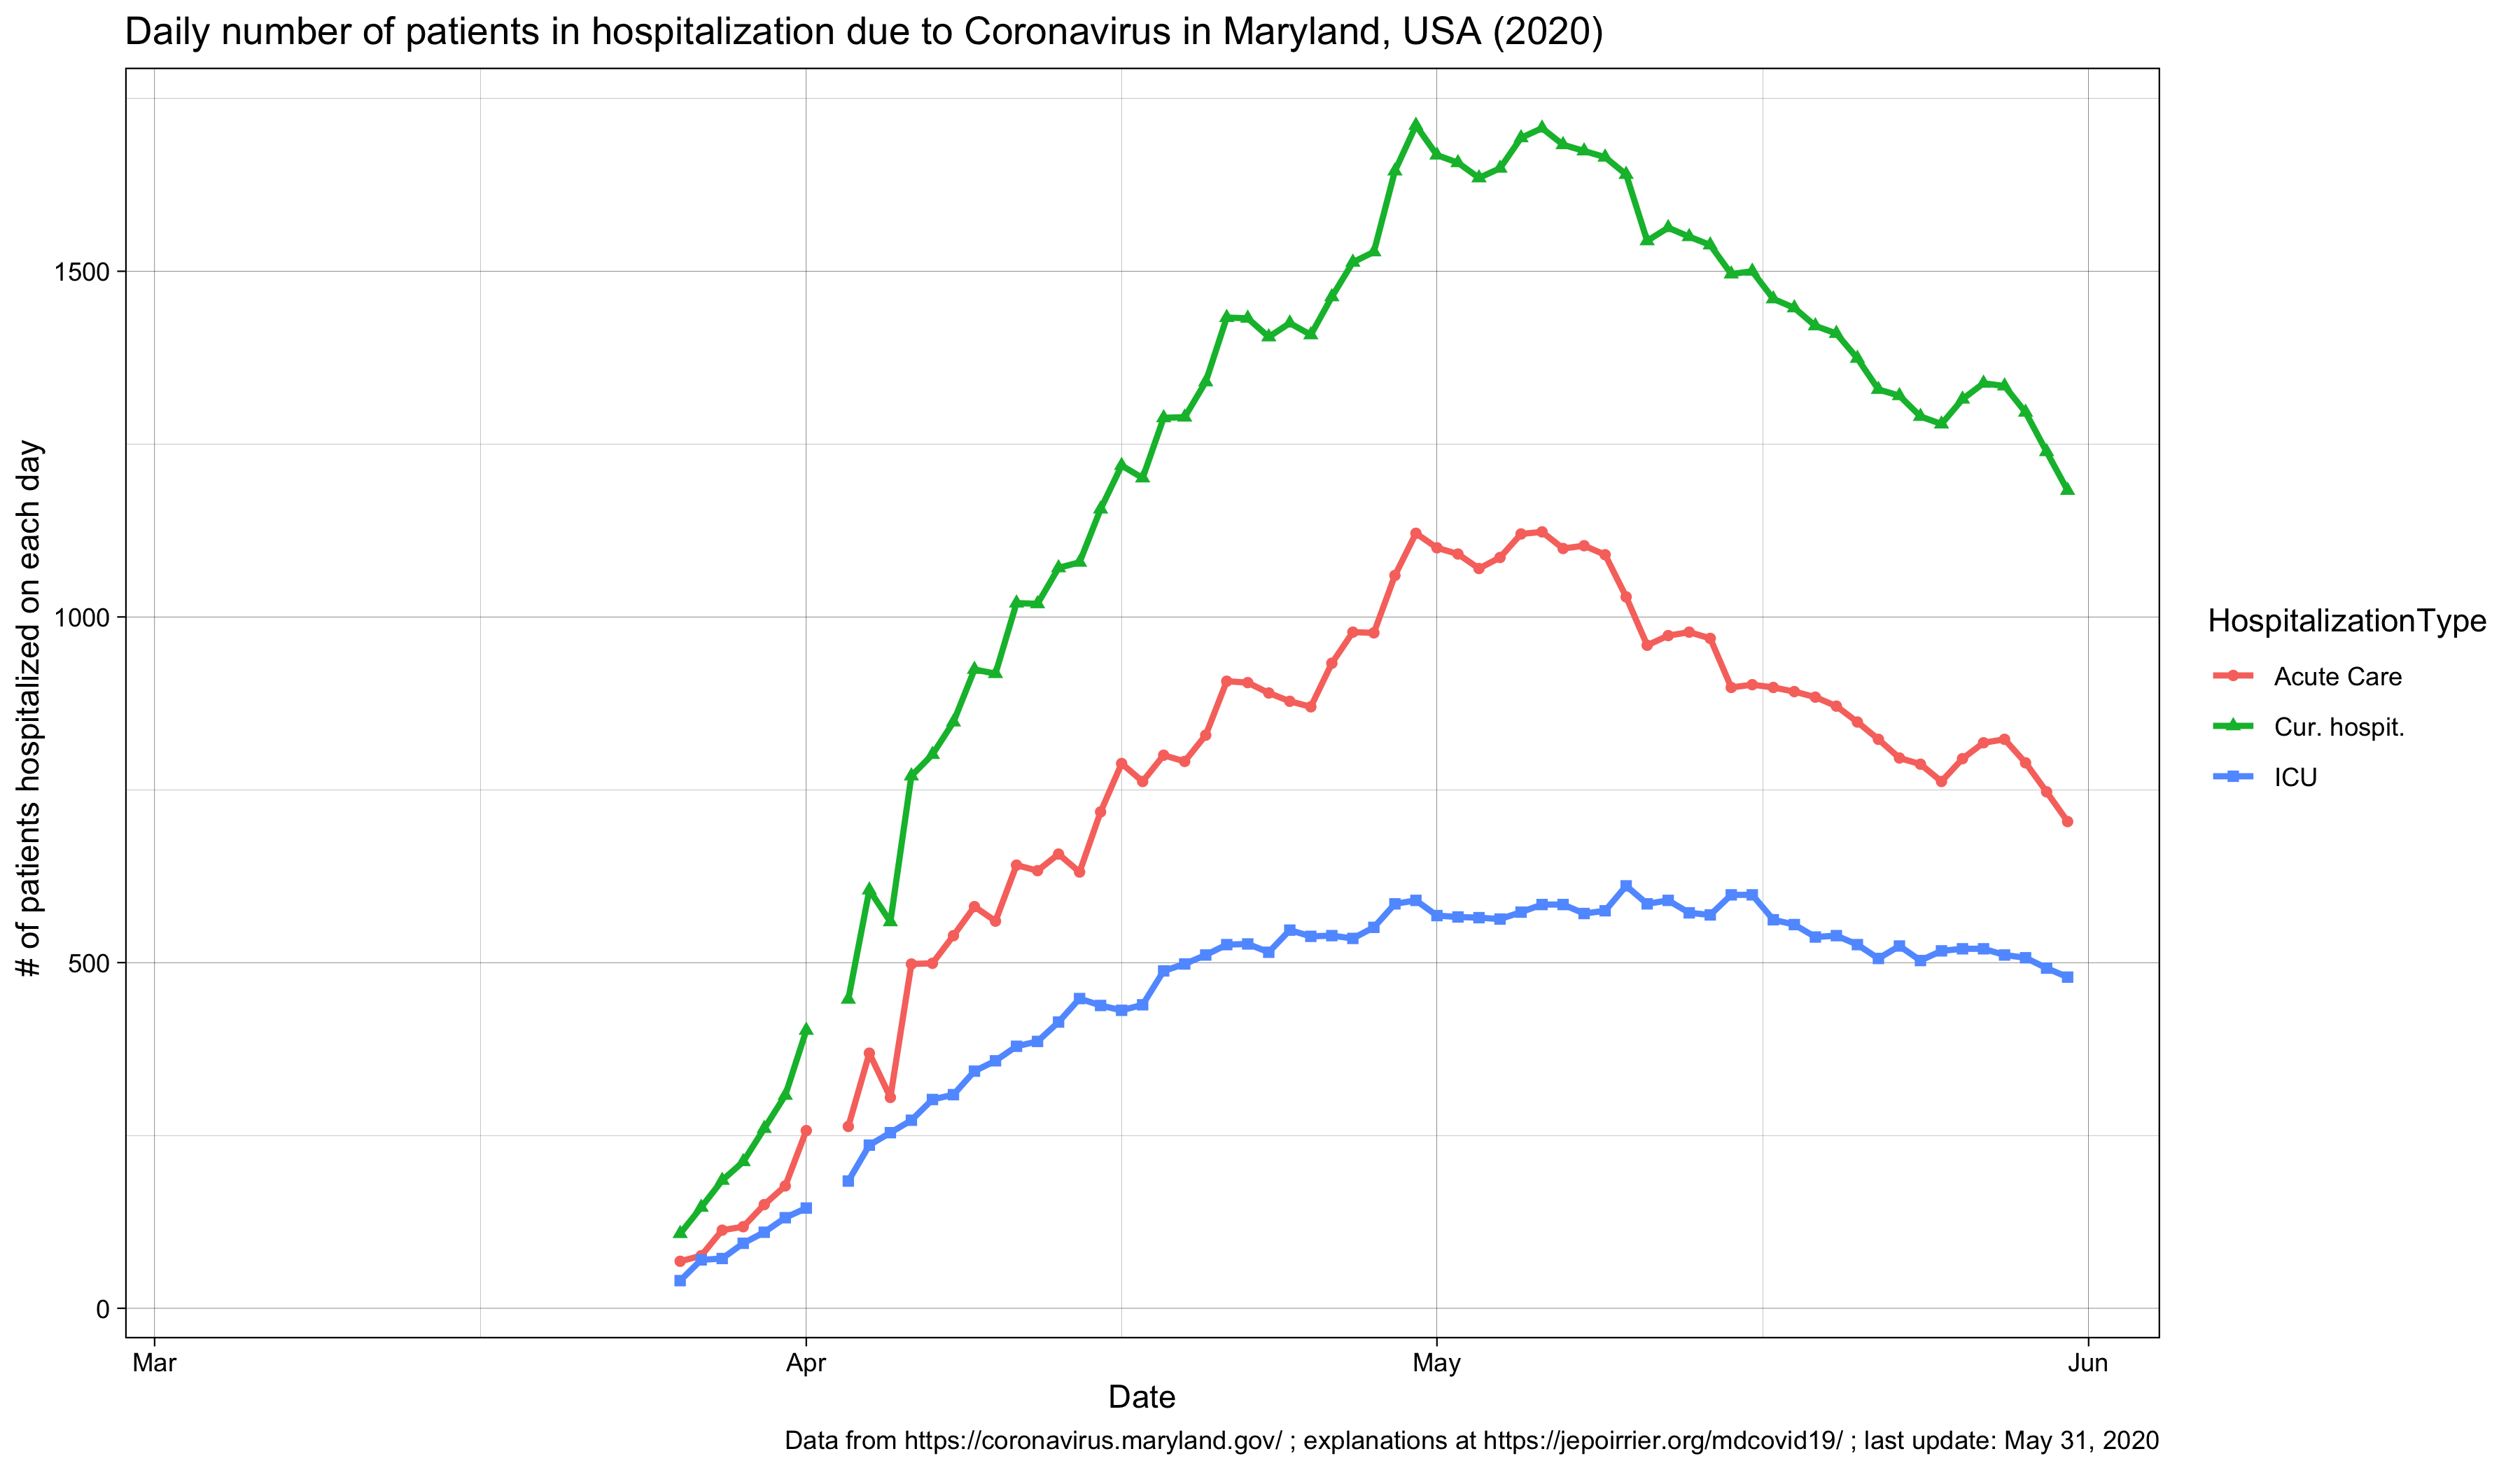 Daily number of patients in hospitalization due to Coronavirus in Maryland, USA (2020)
# of patients hospitalized on each day
1500
1000
500
0
Mar
Apr
May
Jun
Date
HospitalizationType
Acute Care
Cur. hospit.
ICU
Data from https://coronavirus.maryland.gov/ ; explanations at https://jepoirrier.org/mdcovid19/ ; last update: May 31, 2020